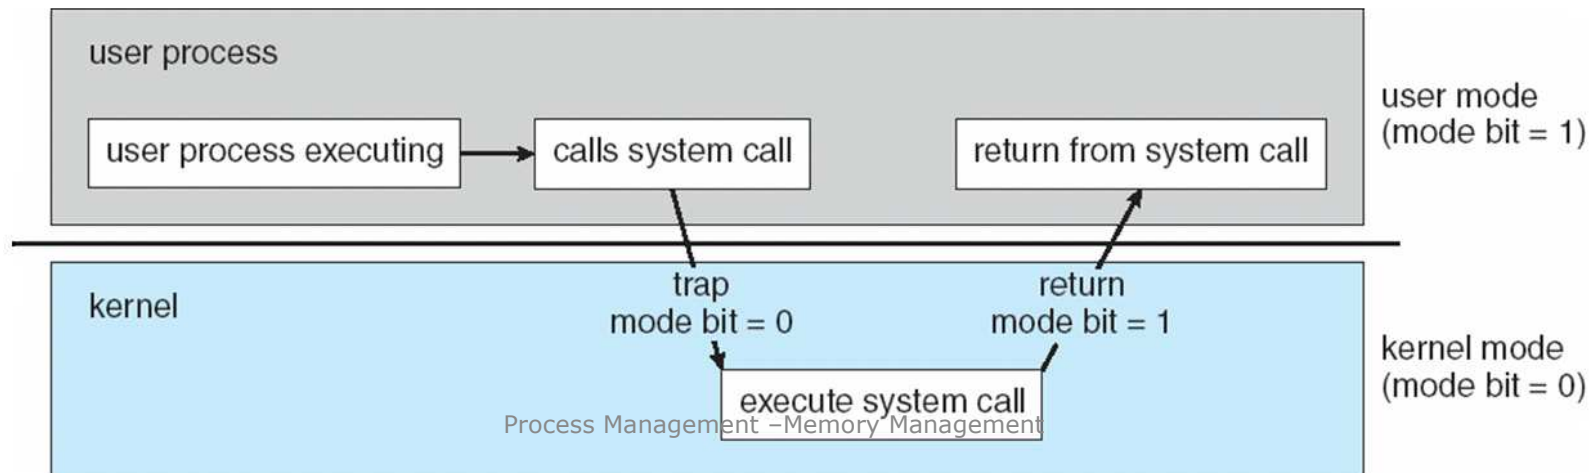 user process
user process executing
calls system call
return from system call
user mode
(mode bit = 1)
kernel
trap
mode bit = 0
return
mode bit = 1
kernel mode
(mode bit = 0)
execute system call
Process Management –Memory Management